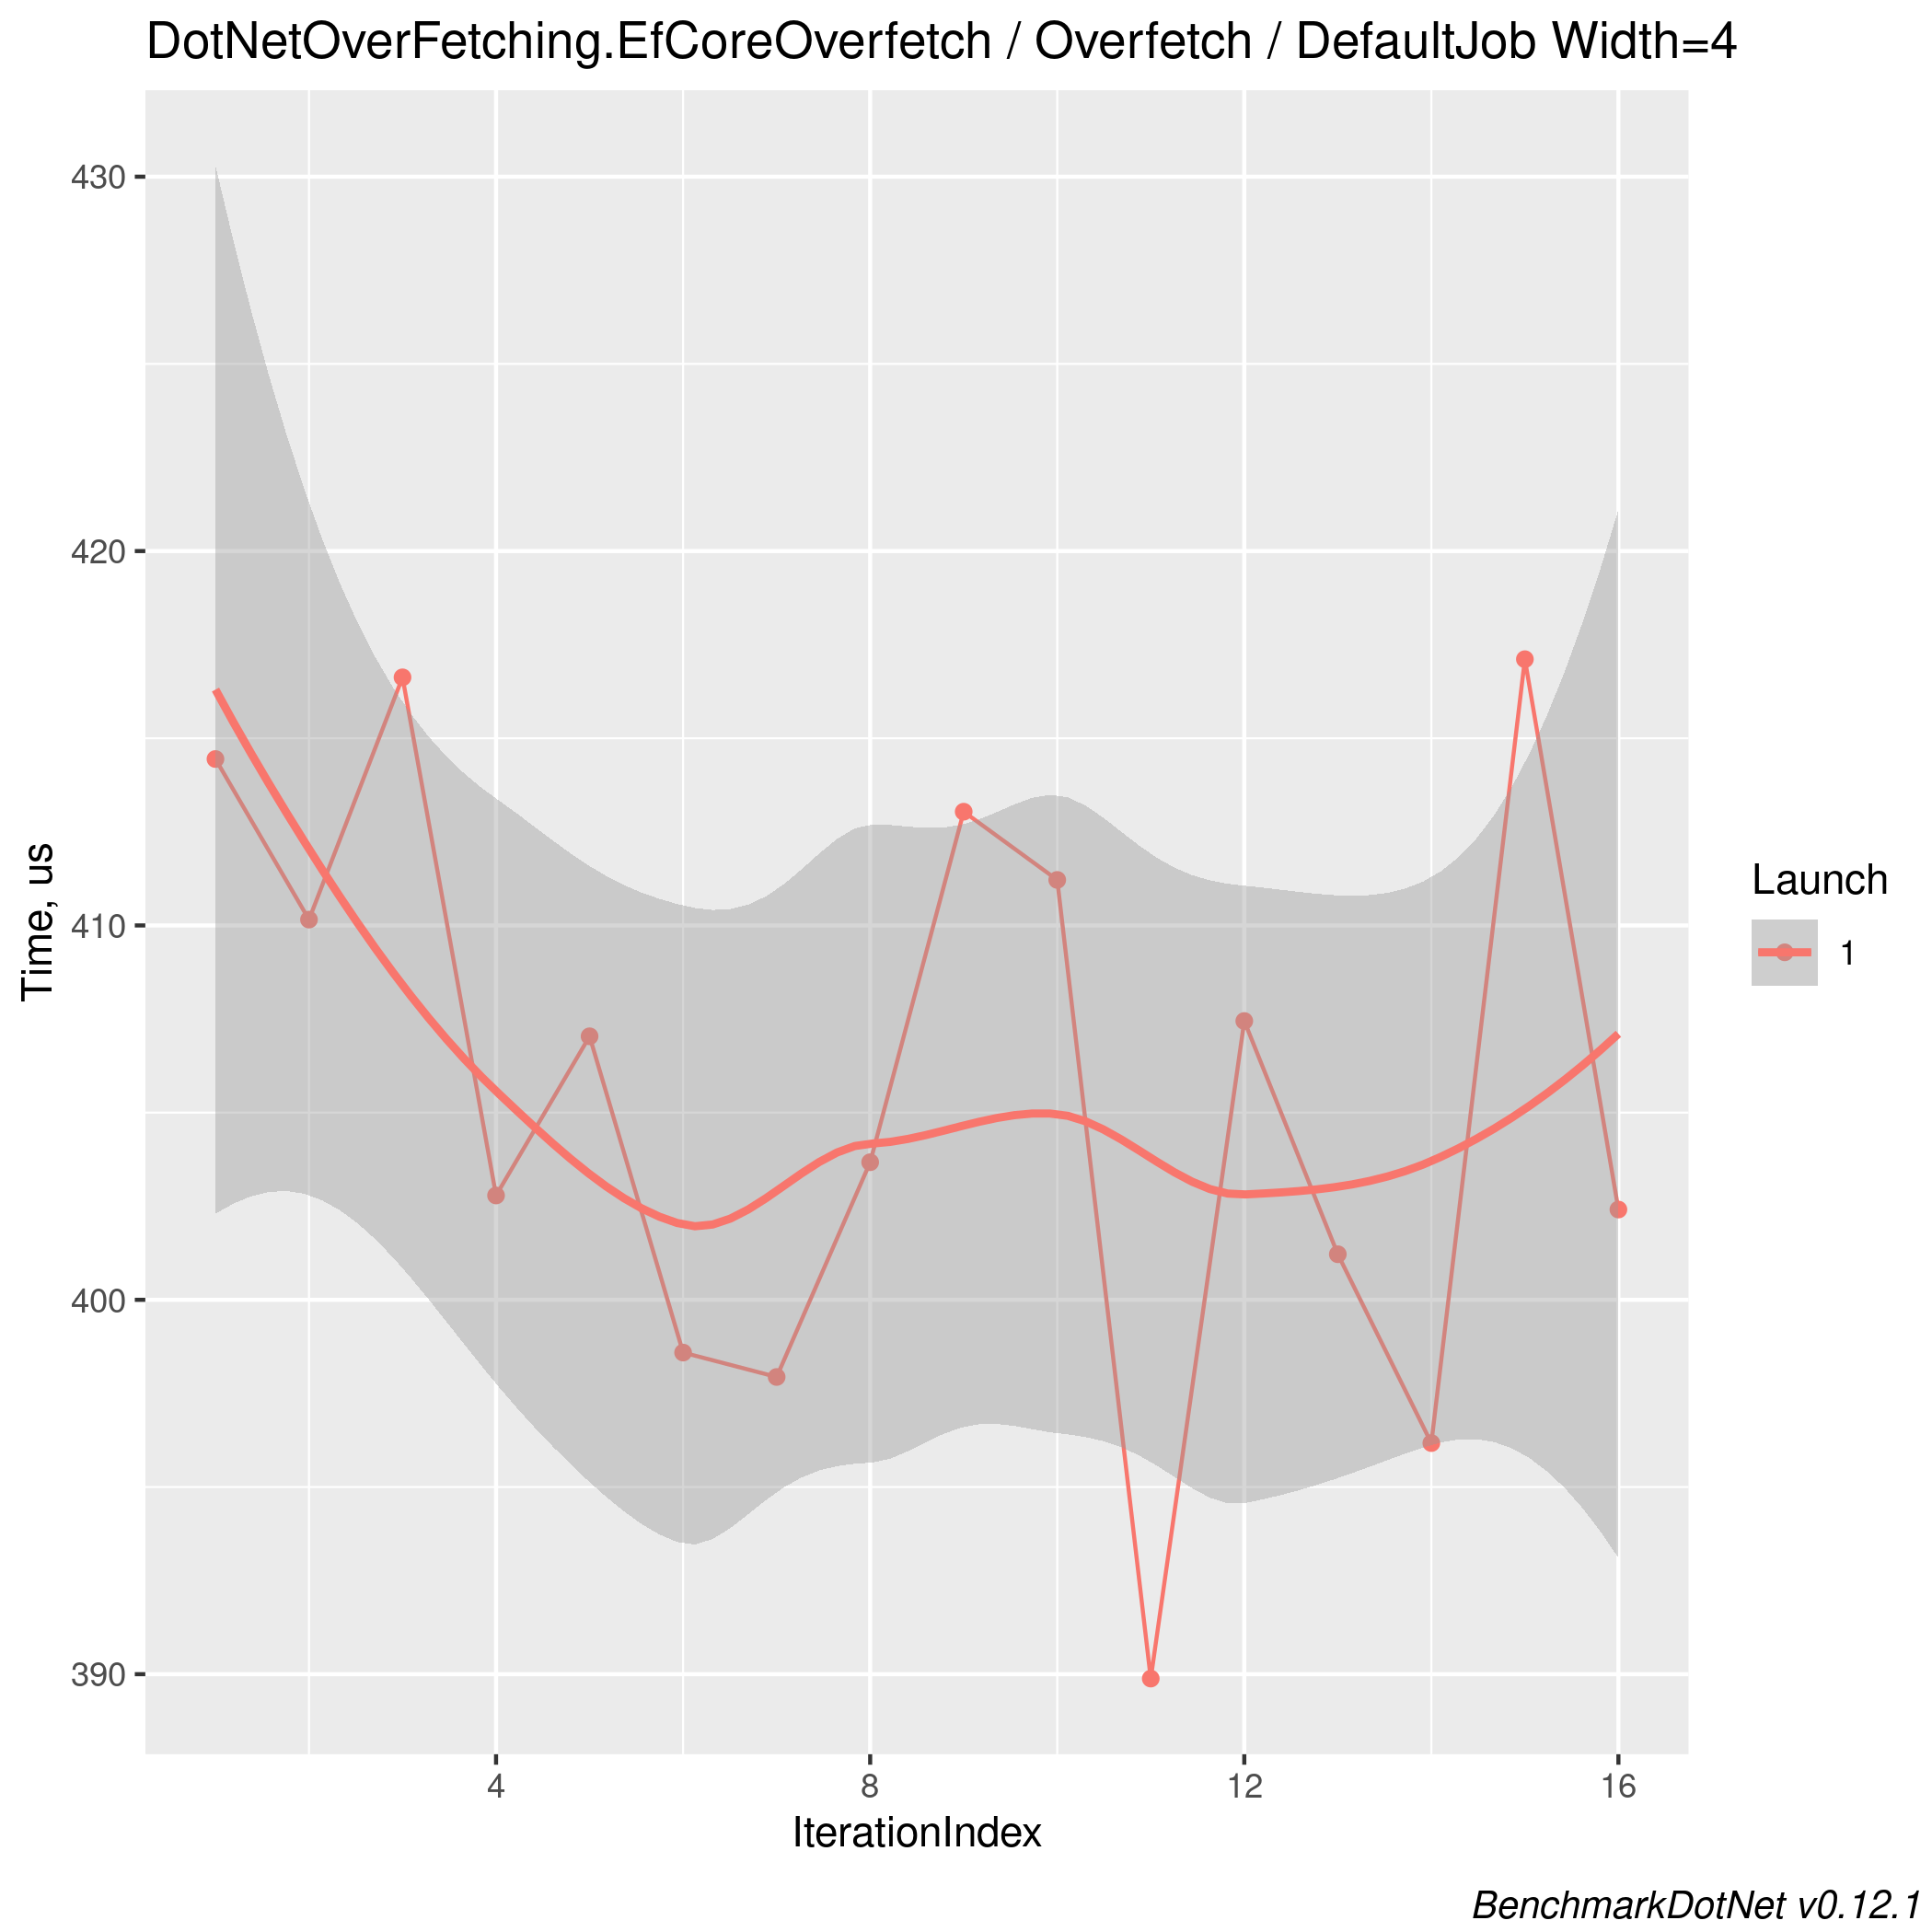 DotNetOverFetching.EfCoreOverfetch / Overfetch / DefaultJob Width=4
430
420
410
400
390
Time, us
4 8 12 16
IterationIndex
Launch
1
BenchmarkDotNet v0.12.1